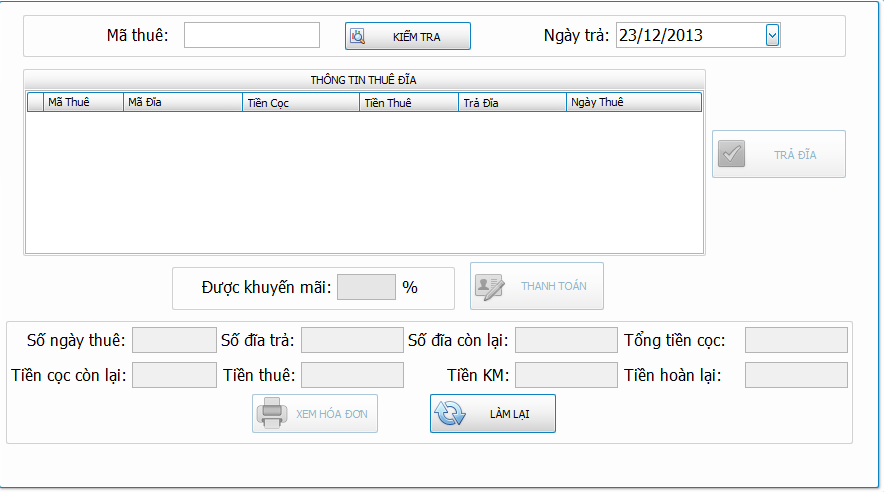 Mã thuê: KIỂM TRA Ngày trả: 23/12/2013
THÔNG TIN THUÊ ĐĨA
Mã Thuê Mã Đĩa Tiền Cọc Tiền Thuê Trả Đĩa Ngày Thuê
TRẢ ĐĨA
Được khuyến mãi: % THANH TOÁN
Số ngày thuê: Số đĩa trả: Số đĩa còn lại: Tổng tiền cọc:
Tiền cọc còn lại: Tiền thuê: Tiền KM: Tiền hoàn lại:
XEM HÓA ĐƠN LÀM LẠI